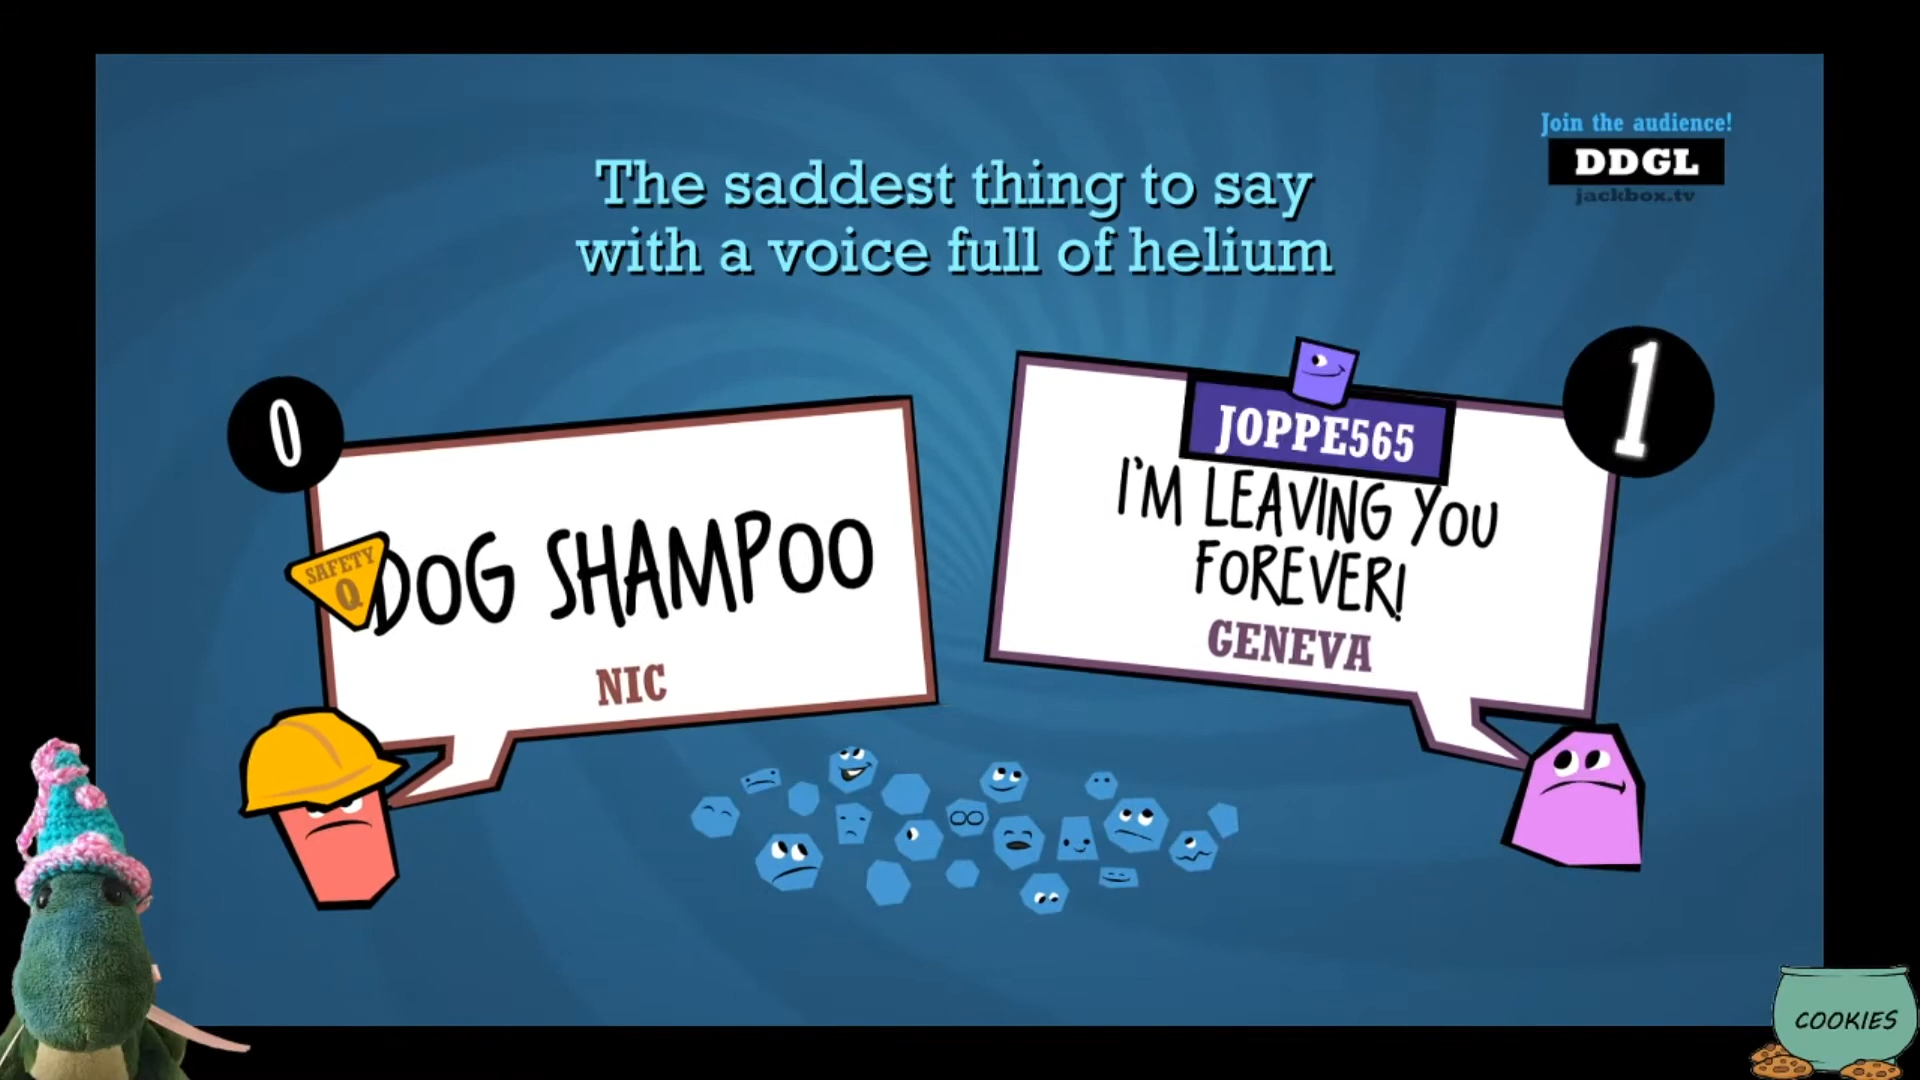 Join the audience!
DDGL
jackbox.tv
The saddest thing to say
with a voice full of helium
0
SAFETY
Q
DOG SHAMPOO
NIC
1
JOPPE565
I'M LEAVING YOU
FOREVER!
GENEVA
COOKIES